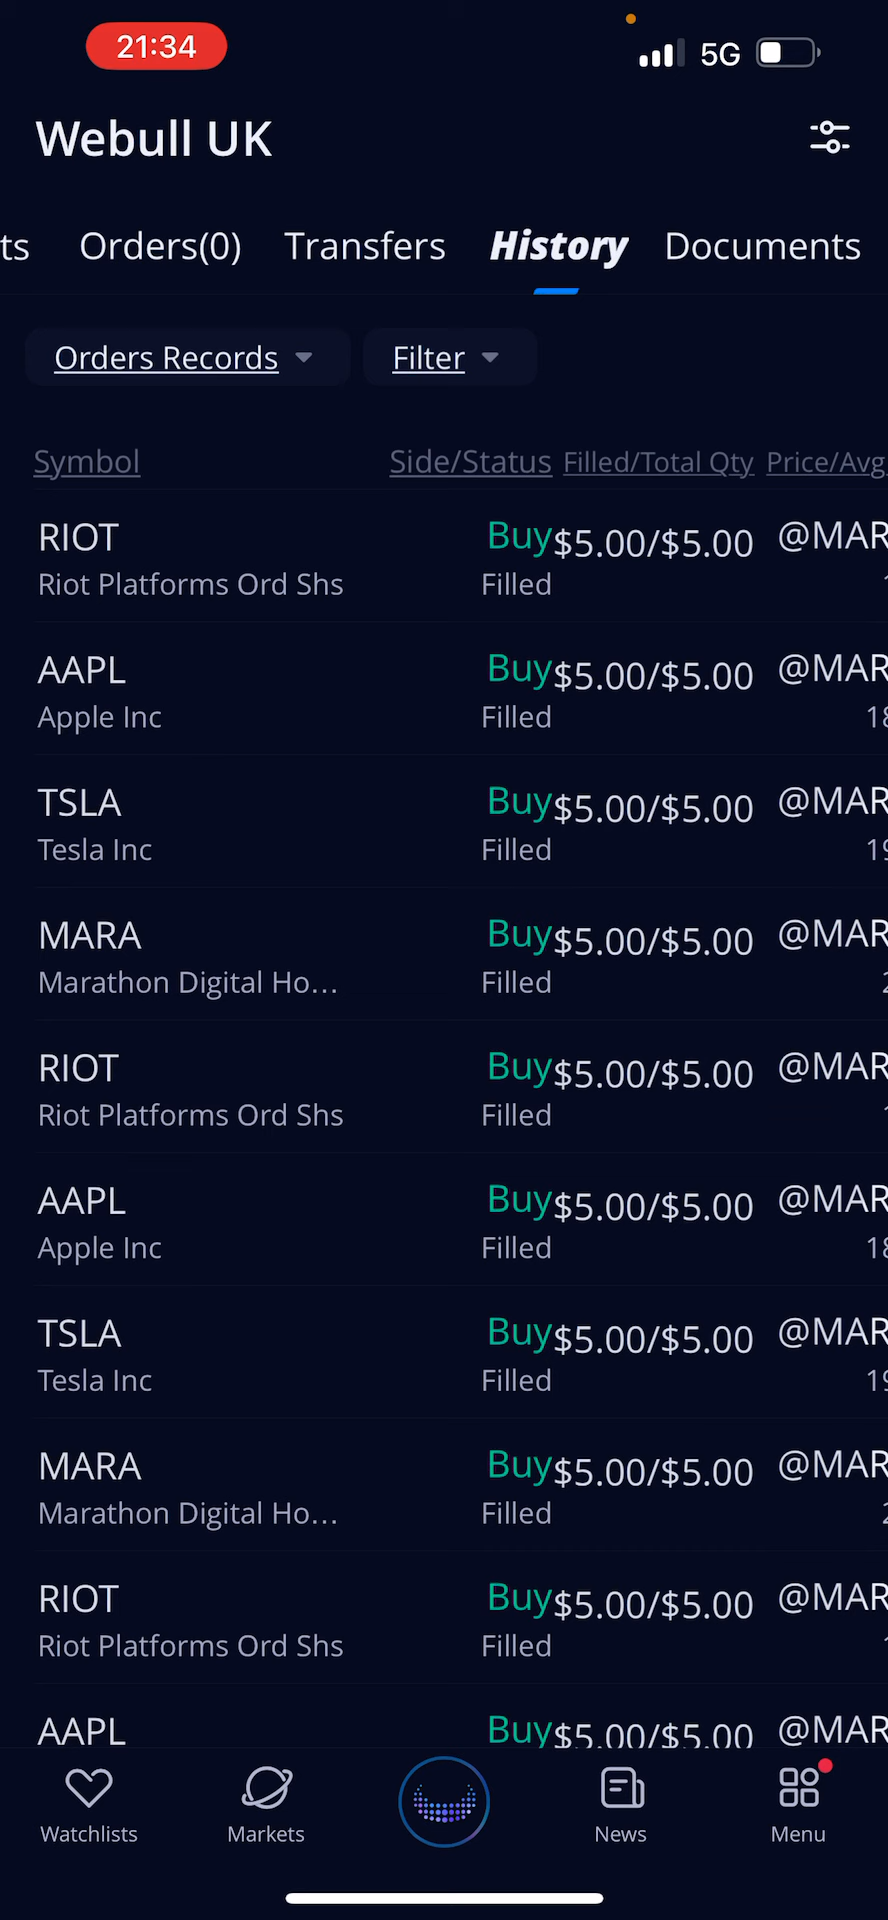 21:34 5G
Webull UK
ts Orders(0) Transfers History Documents
Orders Records Filter
Symbol Side/Status Filled/Total Qty Price/Avg
RIOT Buy $5.00/$5.00 @MAR
Riot Platforms Ord Shs Filled
AAPL Buy $5.00/$5.00 @MAR
Apple Inc Filled 18
TSLA Buy $5.00/$5.00 @MAR
Tesla Inc Filled 19
MARA Buy $5.00/$5.00 @MAR
Marathon Digital Ho... Filled 2
RIOT Buy $5.00/$5.00 @MAR
Riot Platforms Ord Shs Filled
AAPL Buy $5.00/$5.00 @MAR
Apple Inc Filled 18
TSLA Buy $5.00/$5.00 @MAR
Tesla Inc Filled 19
MARA Buy $5.00/$5.00 @MAR
Marathon Digital Ho... Filled 2
RIOT Buy $5.00/$5.00 @MAR
Riot Platforms Ord Shs Filled
AAPL Buy $5.00/$5.00 @MAR
Watchlists Markets News Menu